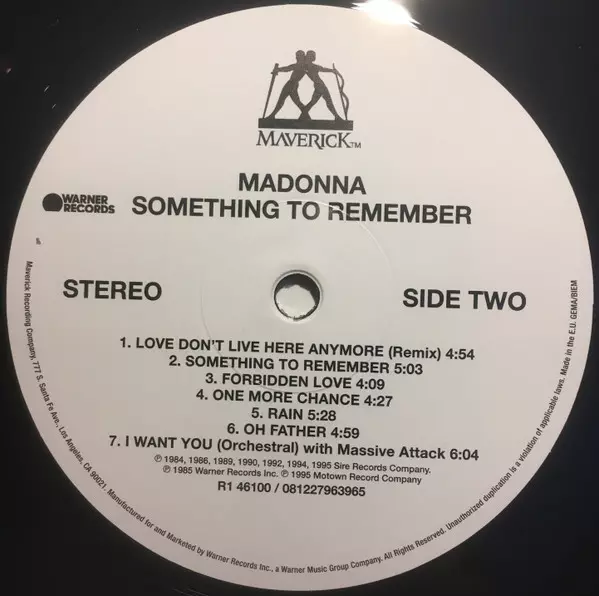 MAVERICK™
MADONNA
SOMETHING TO REMEMBER
WARNER
RECORDS
STEREO
SIDE TWO
1. LOVE DON'T LIVE HERE ANYMORE (Remix) 4:54
2. SOMETHING TO REMEMBER 5:03
3. FORBIDDEN LOVE 4:09
4. ONE MORE CHANCE 4:27
5. RAIN 5:28
6. OH FATHER 4:59
7. I WANT YOU (Orchestral) with Massive Attack 6:04
℗ 1984, 1986, 1989, 1990, 1992, 1994, 1995 Sire Records Company.
℗ 1985 Warner Records Inc. ℗ 1995 Motown Record Company
R1 46100 / 081227963965
Maverick Recording Company, 777 S. Santa Fe Ave., Los Angeles, CA 90021. Manufactured for and Marketed by Warner Records Inc., a Warner Music Group Company. All Rights Reserved. Unauthorized duplication is a violation of applicable laws. Made in the E.U. GEMA/BIEM